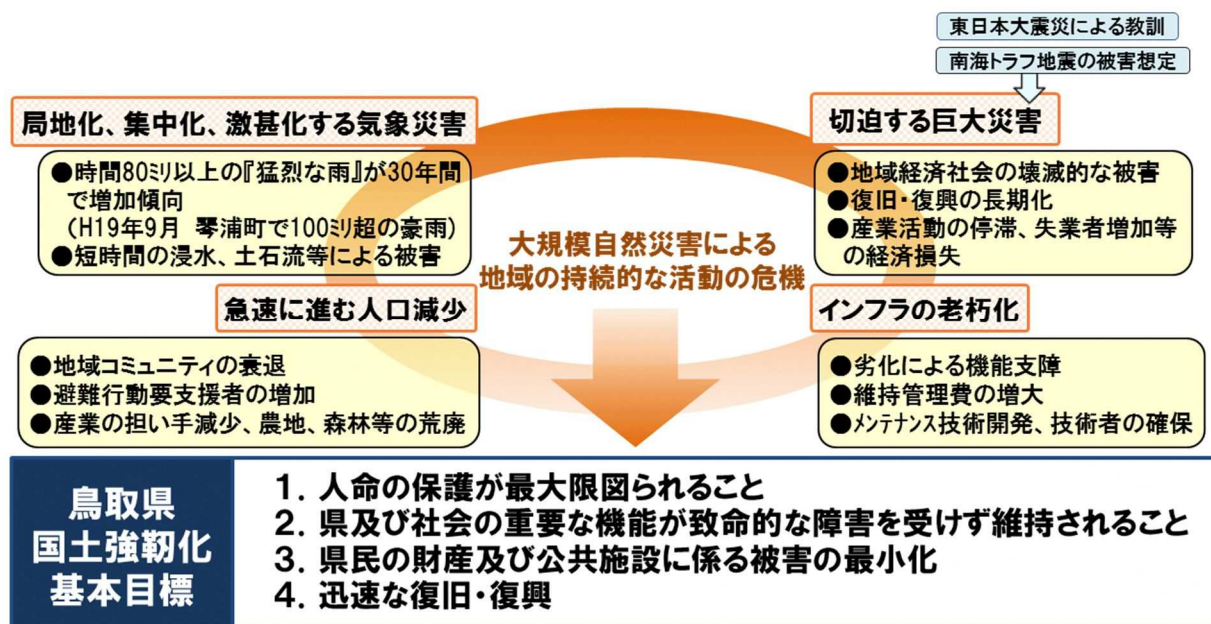 東日本大震災による教訓
南海トラフ地震の被害想定
局地化、集中化、激甚化する気象災害
●時間80ﾐﾘ以上の『猛烈な雨』が30年間
で増加傾向
(H19年9月 琴浦町で100ﾐﾘ超の豪雨)
●短時間の浸水、土石流等による被害
切迫する巨大災害
●地域経済社会の壊滅的な被害
●復旧・復興の長期化
●産業活動の停滞、失業者増加等
の経済損失
大規模自然災害による
地域の持続的な活動の危機
急速に進む人口減少
●地域コミュニティの衰退
●避難行動要支援者の増加
●産業の担い手減少、農地、森林等の荒廃
インフラの老朽化
●劣化による機能支障
●維持管理費の増大
●ﾒﾝﾃﾅﾝｽ技術開発、技術者の確保
鳥取県
国土強靭化
基本目標
1. 人命の保護が最大限図られること
2. 県及び社会の重要な機能が致命的な障害を受けず維持されること
3. 県民の財産及び公共施設に係る被害の最小化
4. 迅速な復旧・復興